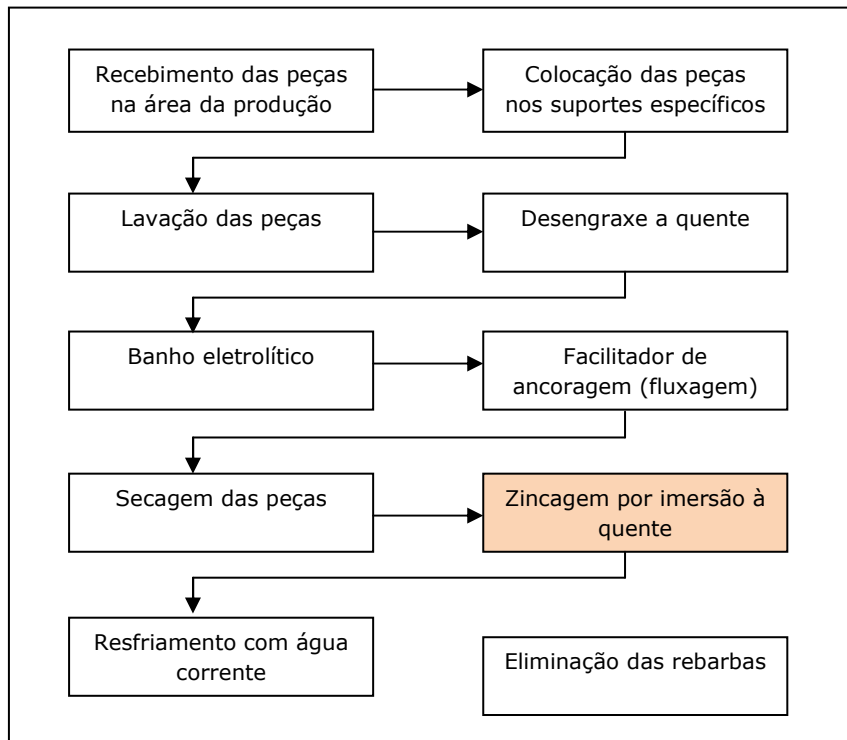 Recebimento das peças
na área da produção
Colocação das peças
nos suportes específicos
Lavação das peças
Desengraxe a quente
Banho eletrolítico
Facilitador de
ancoragem (fluxagem)
Secagem das peças
Zincagem por imersão à
quente
Resfriamento com água
corrente
Eliminação das rebarbas